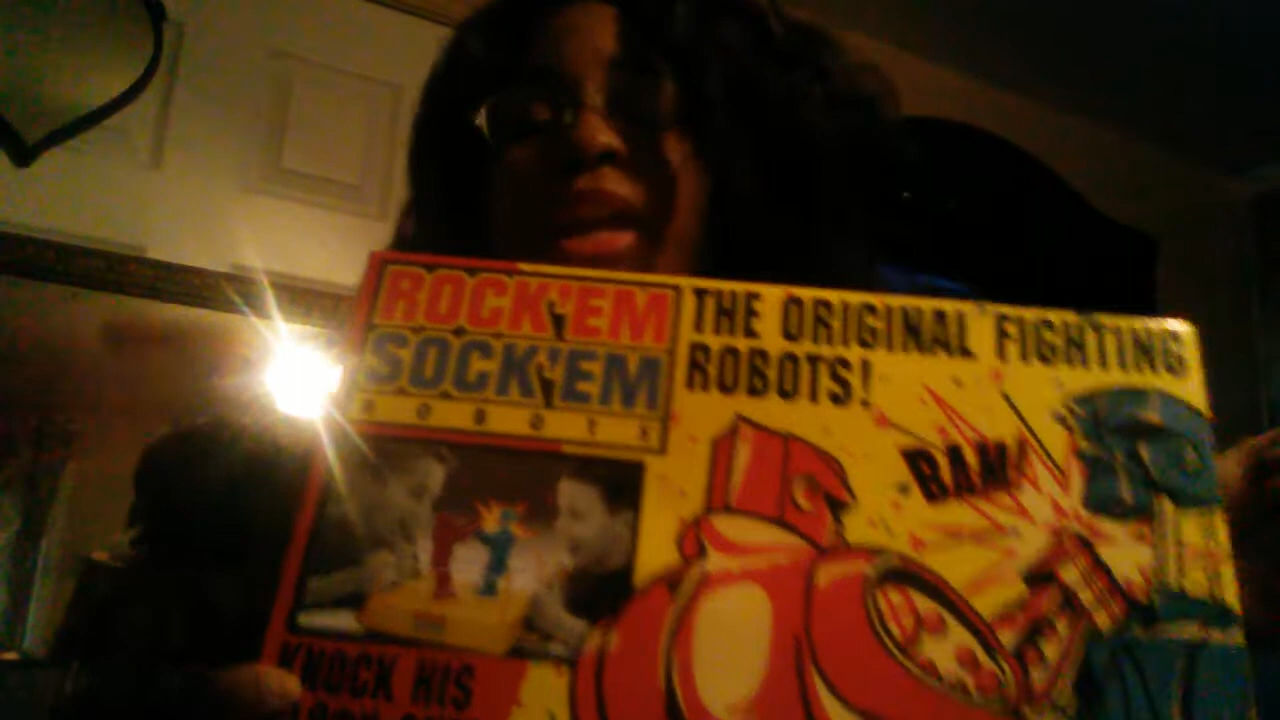 ROCK'EM
SOCK'EM
ROBOTS
THE ORIGINAL FIGHTING
ROBOTS!
BAM!
KNOCK HIS